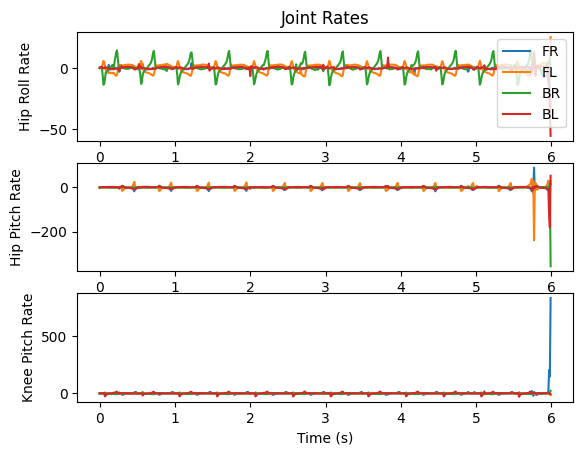 Joint Rates
Hip Roll Rate
0
−50
FR
FL
BR
BL
0 1 2 3 4 5 6
Hip Pitch Rate
0
−200
0 1 2 3 4 5 6
Knee Pitch Rate
500
0
0 1 2 3 4 5 6
Time (s)